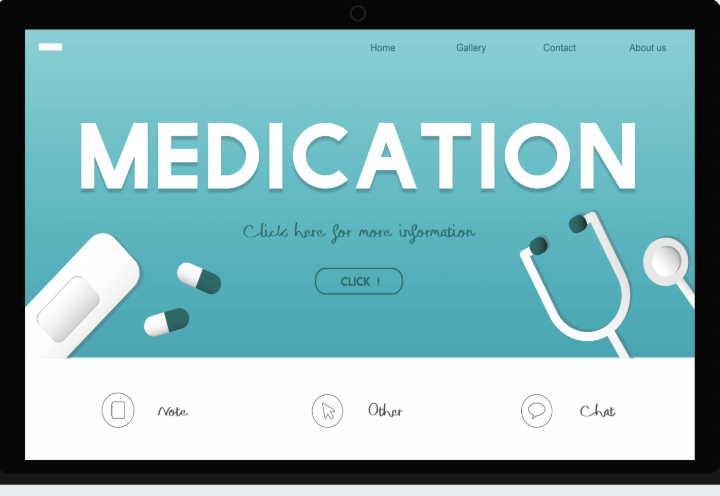 Home Gallery Contact About us
MEDICATION
Click here for more information
CLICK !
Note Other Chat